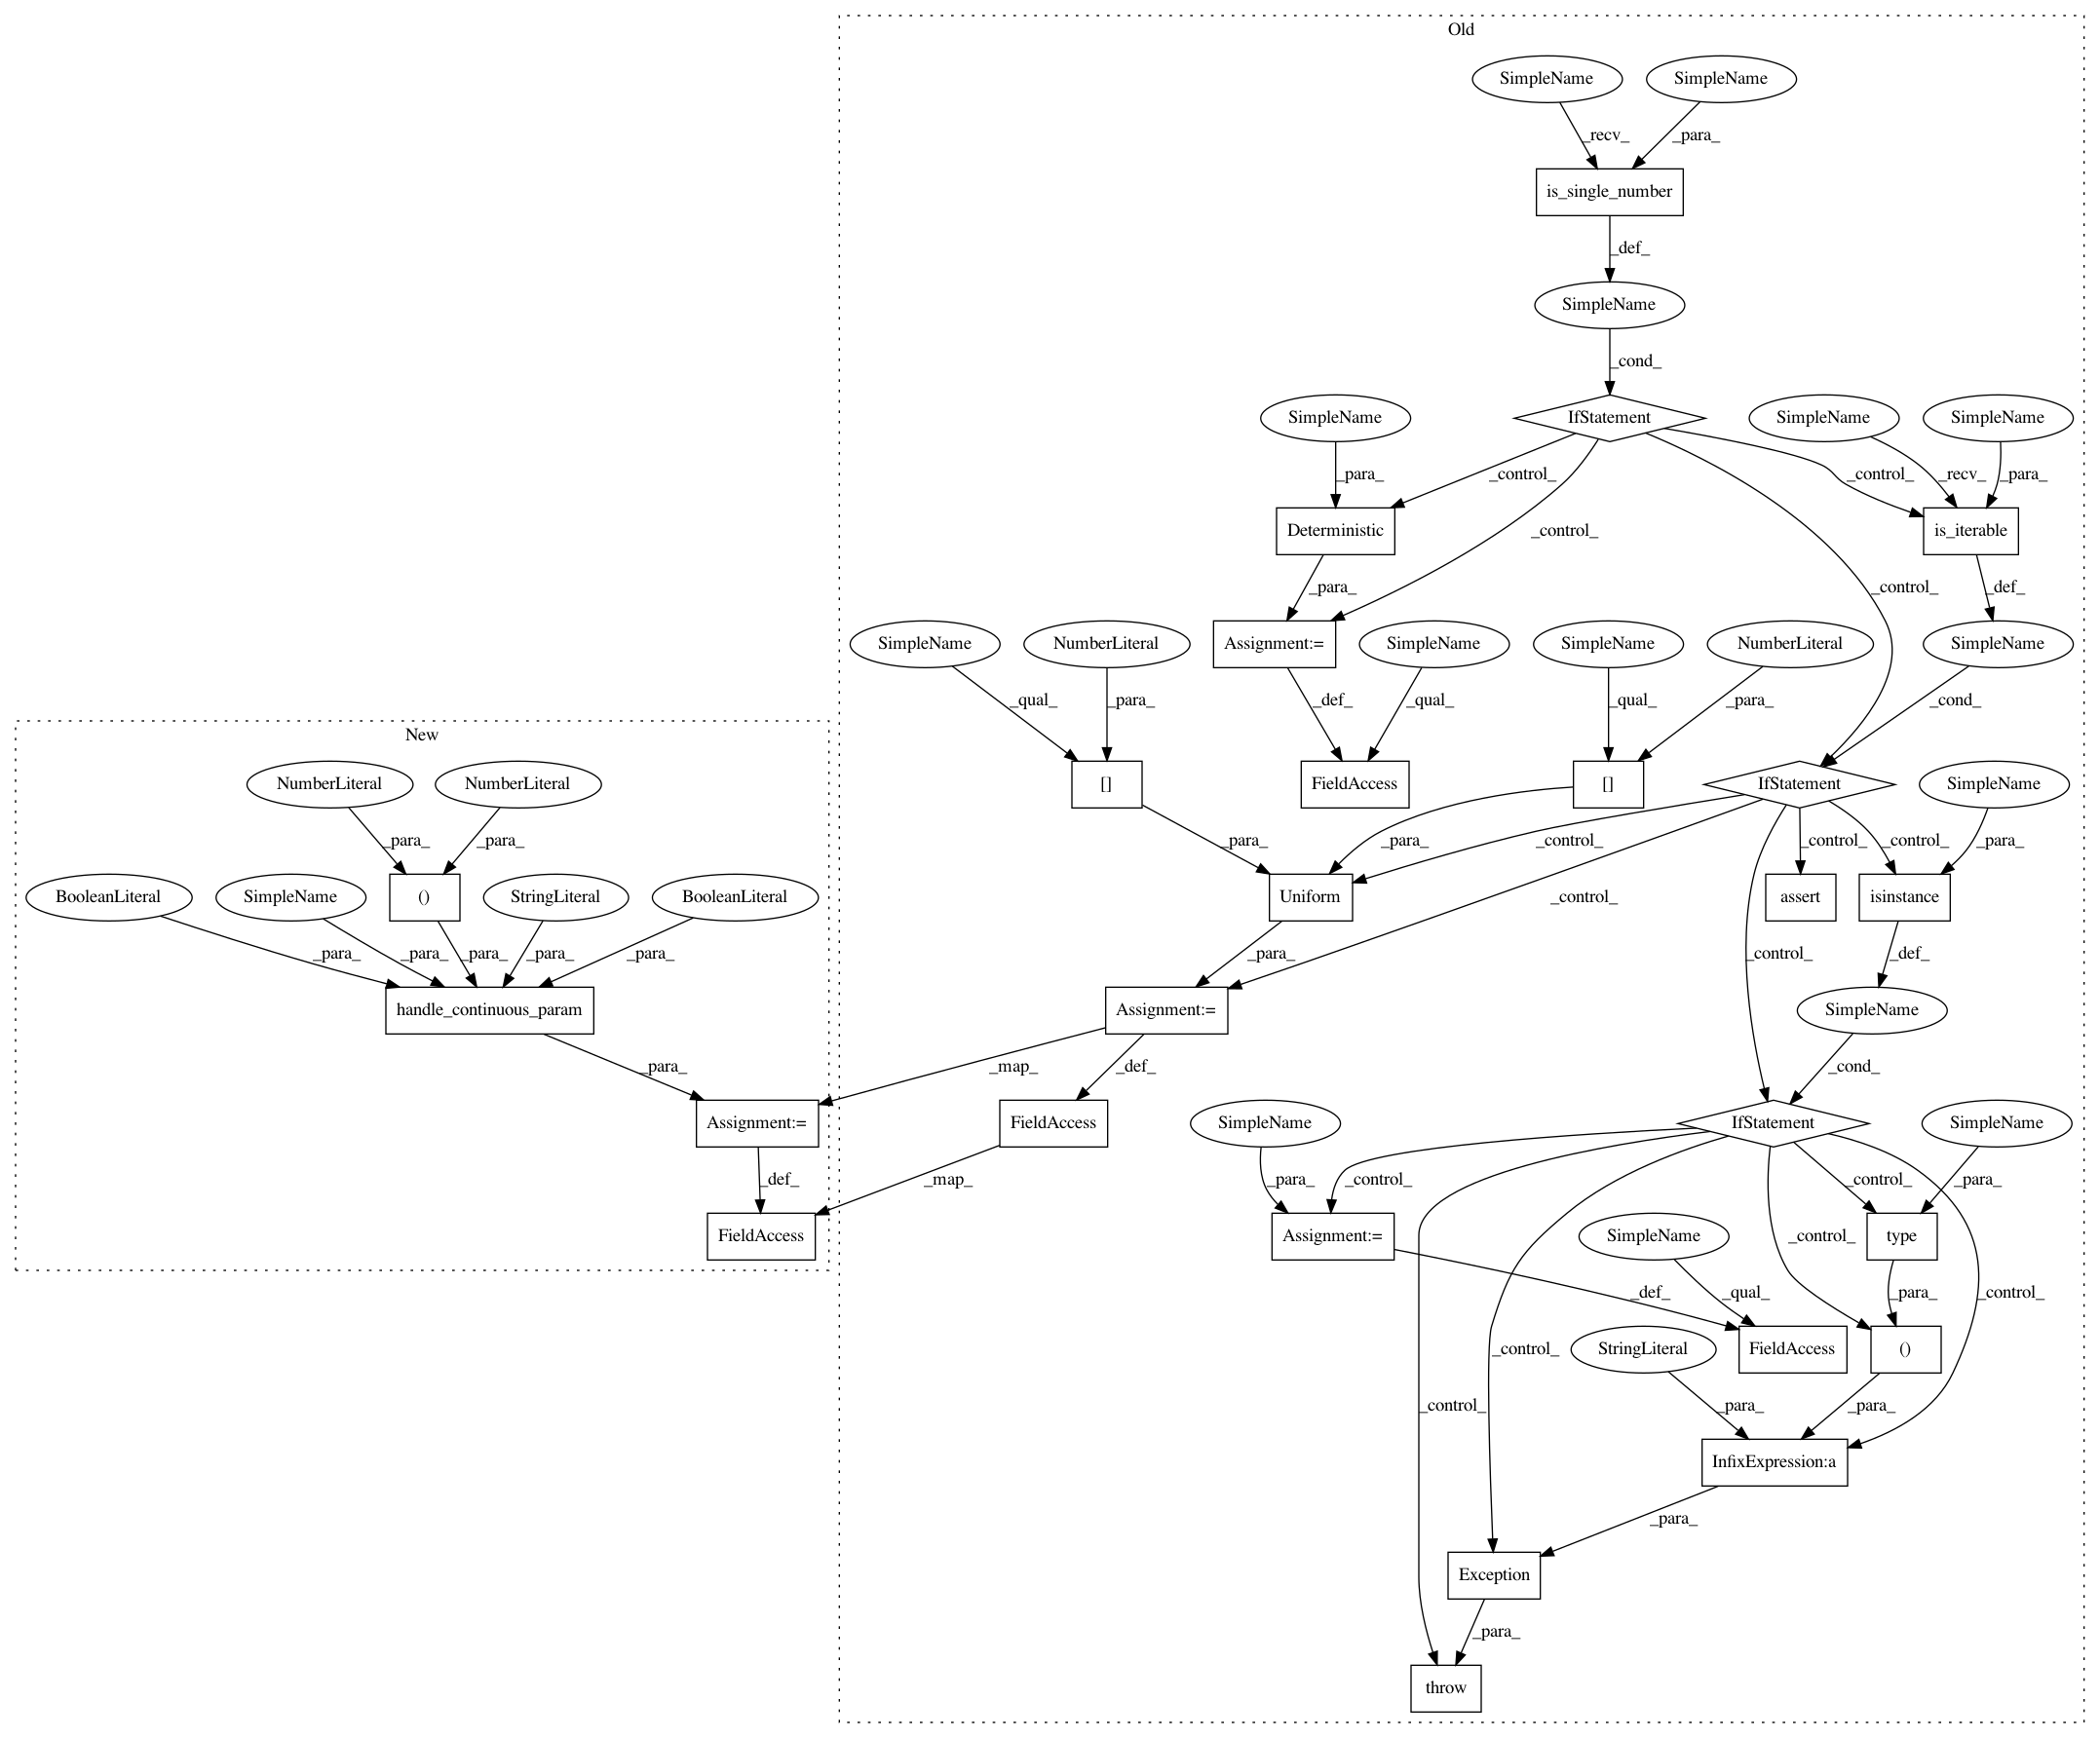 Old
SimpleName SimpleName
_recv_ _para_
is_single_number
_def_
SimpleName
_cond_
SimpleName IfStatement SimpleName SimpleName
_para_ _control_ _control_ _recv_ _para_
Deterministic is_iterable
_para_ _control_ _control_ _def_
SimpleName NumberLiteral Assignment:= SimpleName SimpleName NumberLiteral SimpleName
_qual_ _para_ _def_ _qual_ _qual_ _para_ _cond_
New
NumberLiteral NumberLiteral [] FieldAccess [] IfStatement SimpleName
_para_ _para_ _para_ _para_ _control_ _control_ _control_ _para_
BooleanLiteral SimpleName () StringLiteral BooleanLiteral Uniform assert isinstance
_para_ _para_ _para_ _para_ _para_ _para_ _control_ _control_ _def_
handle_continuous_param Assignment:= SimpleName
_para_ _map_ _def_ _cond_
Assignment:= FieldAccess SimpleName IfStatement SimpleName
_def_ _map_ _para_ _control_ _control_ _para_
FieldAccess Assignment:= SimpleName type
_def_ _qual_ _control_ _para_ _control_
StringLiteral FieldAccess ()
_control_ _control_ _para_ _para_
InfixExpression:a
_para_
Exception
_para_
throw